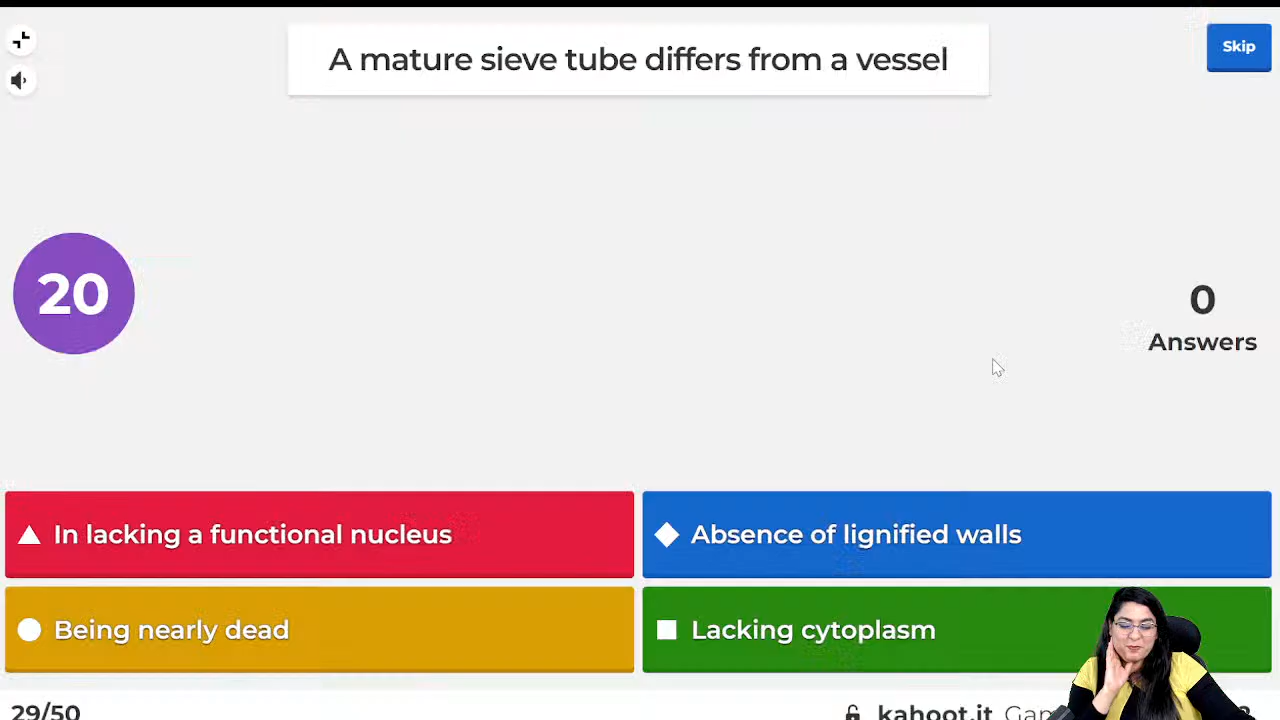 A mature sieve tube differs from a vessel
Skip
20
0
Answers
In lacking a functional nucleus
Absence of lignified walls
Being nearly dead
Lacking cytoplasm
29/50
kahoot.it